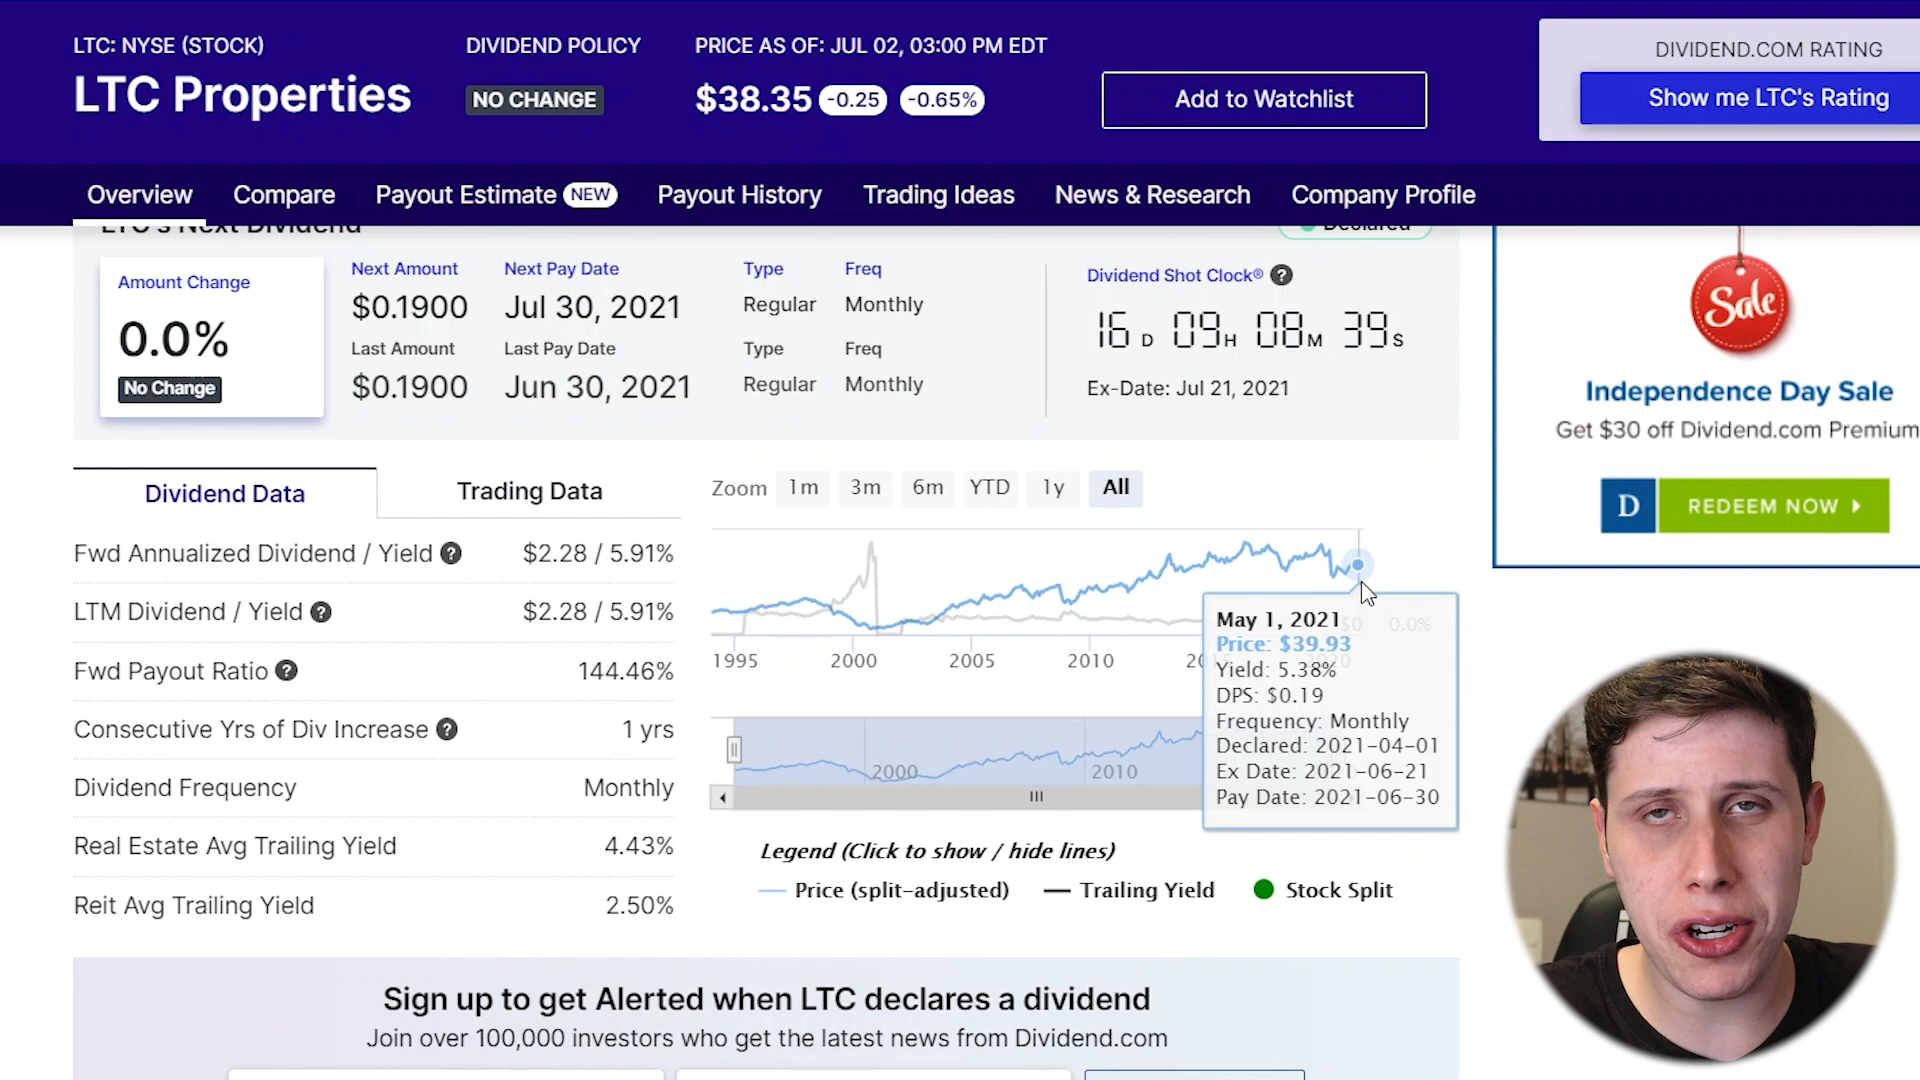 LTC: NYSE (STOCK)
LTC Properties
DIVIDEND POLICY
NO CHANGE
PRICE AS OF: JUL 02, 03:00 PM EDT
$38.35 -0.25 -0.65%
Add to Watchlist
DIVIDEND.COM RATING
Show me LTC's Rating
Overview Compare Payout Estimate NEW Payout History Trading Ideas News & Research Company Profile
LTC's Next Dividend
Declared
Amount Change
0.0%
No Change
Next Amount Next Pay Date Type Freq
$0.1900 Jul 30, 2021 Regular Monthly
Last Amount Last Pay Date Type Freq
$0.1900 Jun 30, 2021 Regular Monthly
Dividend Shot Clock® ?
16 D 09 H 08 M 39 S
Ex-Date: Jul 21, 2021
Sale
Independence Day Sale
Get $30 off Dividend.com Premium
D REDEEM NOW
Dividend Data Trading Data
Fwd Annualized Dividend / Yield ? $2.28 / 5.91%
LTM Dividend / Yield ? $2.28 / 5.91%
Fwd Payout Ratio ? 144.46%
Consecutive Yrs of Div Increase ? 1 yrs
Dividend Frequency Monthly
Real Estate Avg Trailing Yield 4.43%
Reit Avg Trailing Yield 2.50%
Zoom 1m 3m 6m YTD 1y All
$0 0.0%
1995 2000 2005 2010 2015 2020
May 1, 2021
Price: $39.93
Yield: 5.38%
DPS: $0.19
Frequency: Monthly
Declared: 2021-04-01
Ex Date: 2021-06-21
Pay Date: 2021-06-30
2000 2010
Legend (Click to show / hide lines)
Price (split-adjusted) Trailing Yield Stock Split
Sign up to get Alerted when LTC declares a dividend
Join over 100,000 investors who get the latest news from Dividend.com